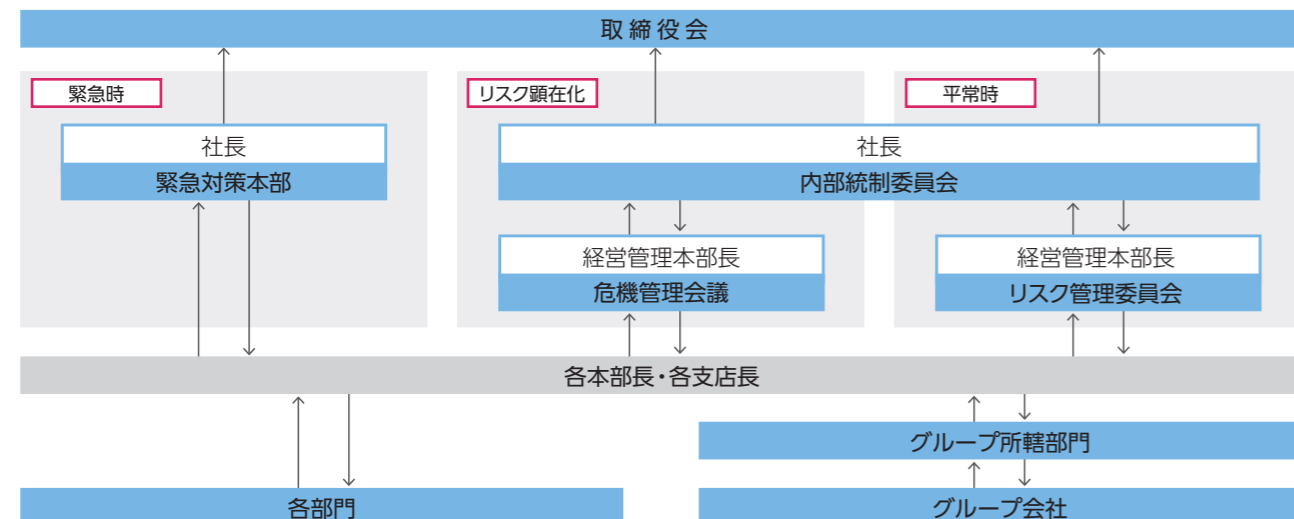 取締役会
緊急時
リスク顕在化
平常時
社長
緊急対策本部
社長
内部統制委員会
経営管理本部長
危機管理会議
経営管理本部長
リスク管理委員会
各本部長・各支店長
グループ所轄部門
各部門
グループ会社